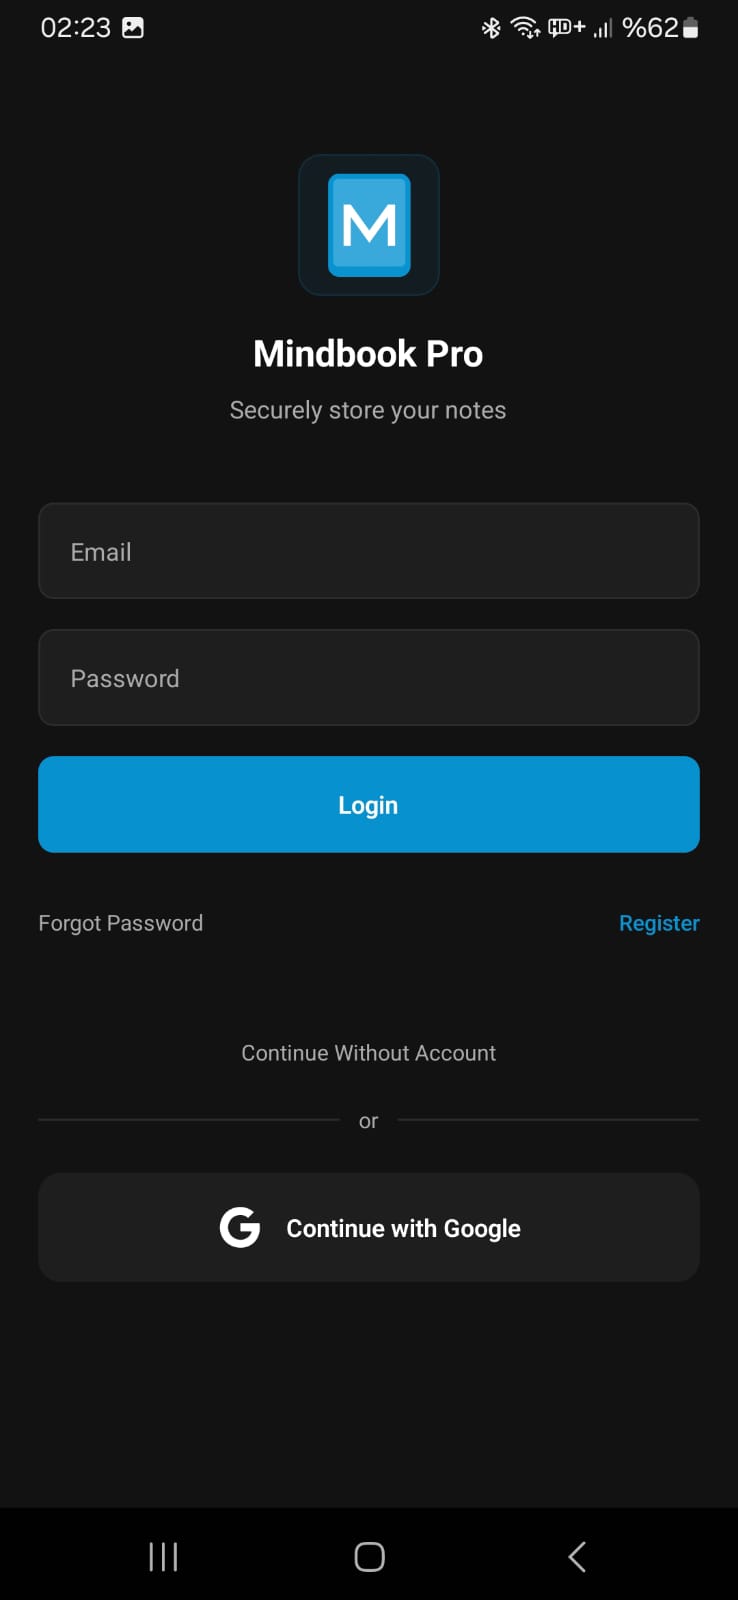 02:23 %62
M
Mindbook Pro
Securely store your notes
Email
Password
Login
Forgot Password Register
Continue Without Account
or
G Continue with Google